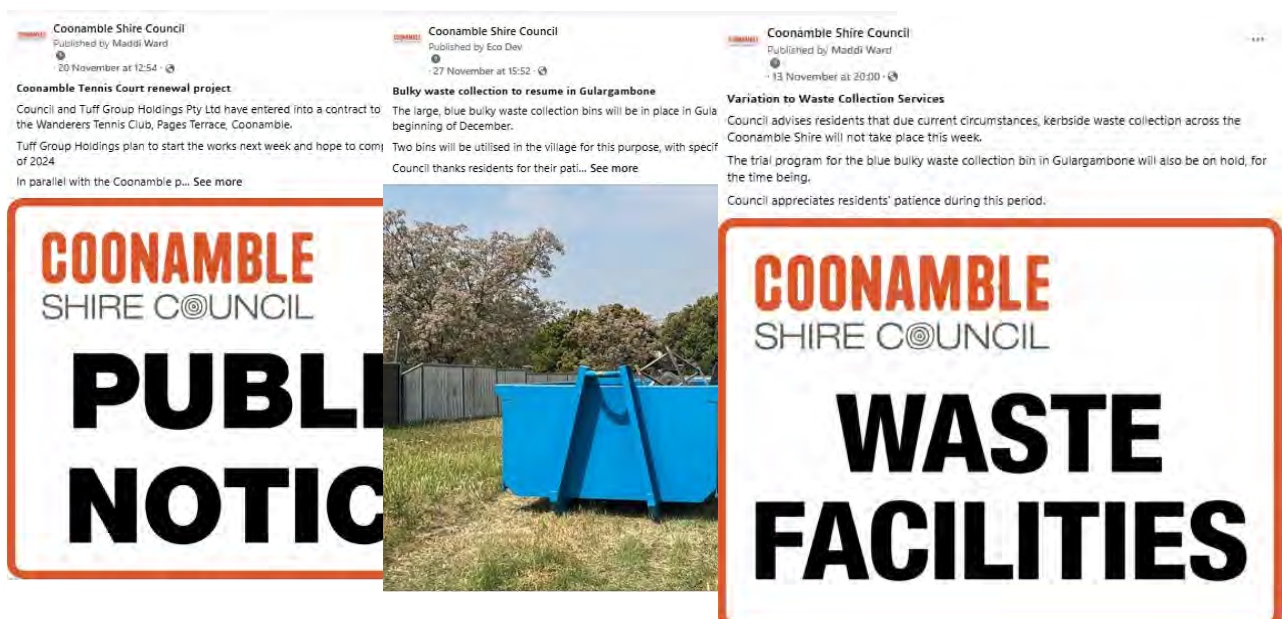 Coonamble Shire Council
Published by Maddi Ward
· 20 November at 12:54 ·
Coonamble Tennis Court renewal project
Council and Tuff Group Holdings Pty Ltd have entered into a contract to
the Wanderers Tennis Club, Pages Terrace, Coonamble.
Tuff Group Holdings plan to start the works next week and hope to
of 2024
In parallel with the Coonamble p... See more
COONAMBLE
SHIRE COUNCIL
PUBLI
NOTIC
Coonamble Shire Council
Published by Eco Dev
· 27 November at 15:52 ·
Bulky waste collection to resume in Gulargambone
The large, blue bulky waste collection bins will be in place in Gula
beginning of December.
Two bins will be utilised in the village for this purpose, with specif
Council thanks residents for their pati... See more
COONAMBLE
Coonamble Shire Council
Published by Maddi Ward
· 13 November at 20:00 ·
Variation to Waste Collection Services
Council advises residents that due current circumstances, kerbside waste collection across the
Coonamble Shire will not take place this week.
The trial program for the blue bulky waste collection bin in Gulargambone will also be on hold, for
the time being.
Council appreciates residents' patience during this period.
COONAMBLE
SHIRE COUNCIL
WASTE
FACILITIES